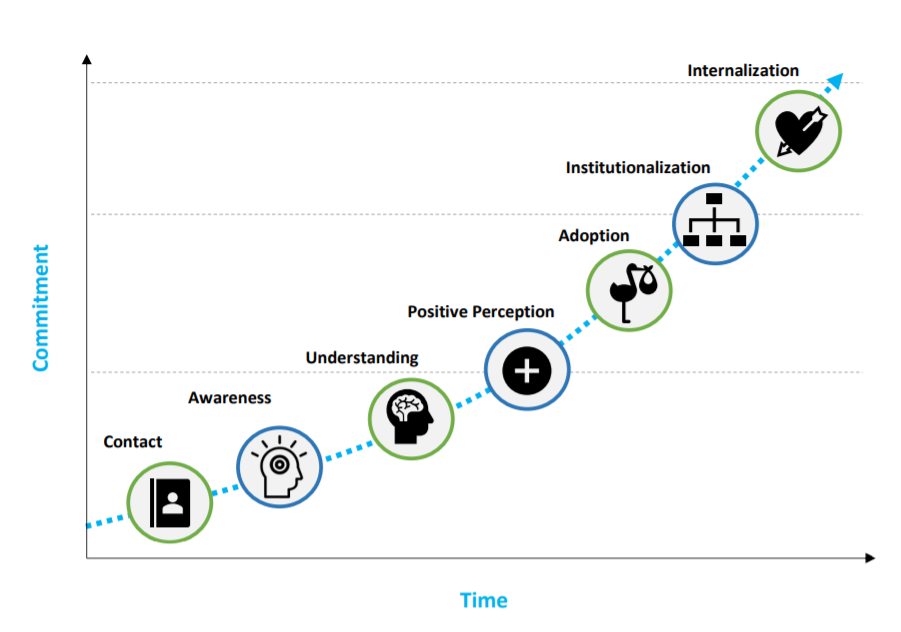 Internalization
Institutionalization
Adoption
Positive Perception
Understanding
Awareness
Contact
Commitment
Time